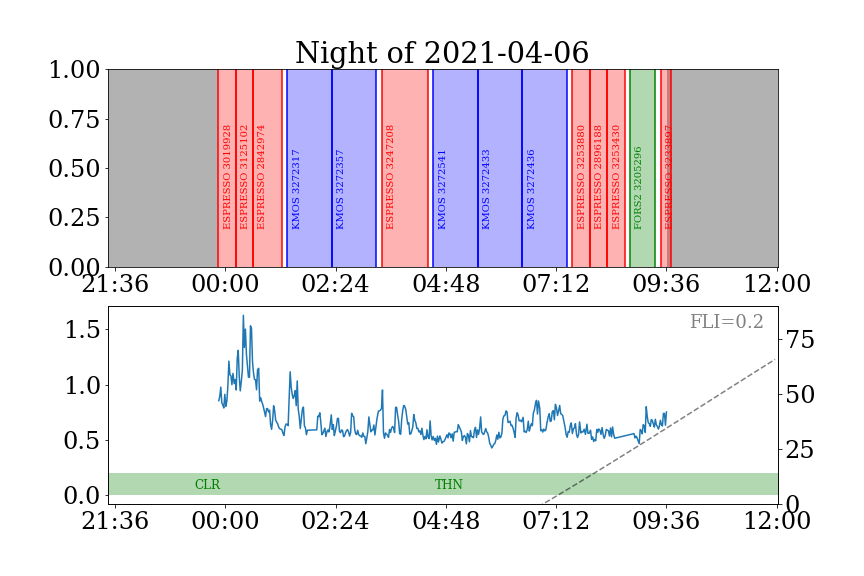 Night of 2021-04-06
1.00
0.75
0.50
0.25
0.00
ESPRESSO 3019928
ESPRESSO 3125102
ESPRESSO 2842974
KMOS 3272317
KMOS 3272357
ESPRESSO 3247208
KMOS 3272541
KMOS 3272433
KMOS 3272436
ESPRESSO 3253880
ESPRESSO 2896188
ESPRESSO 3253430
FORS2 3205296
ESPRESSO
21:36 00:00 02:24 04:48 07:12 09:36 12:00
FLI=0.2
1.5
1.0
0.5
0.0
75
50
25
0
CLR THN
21:36 00:00 02:24 04:48 07:12 09:36 12:00